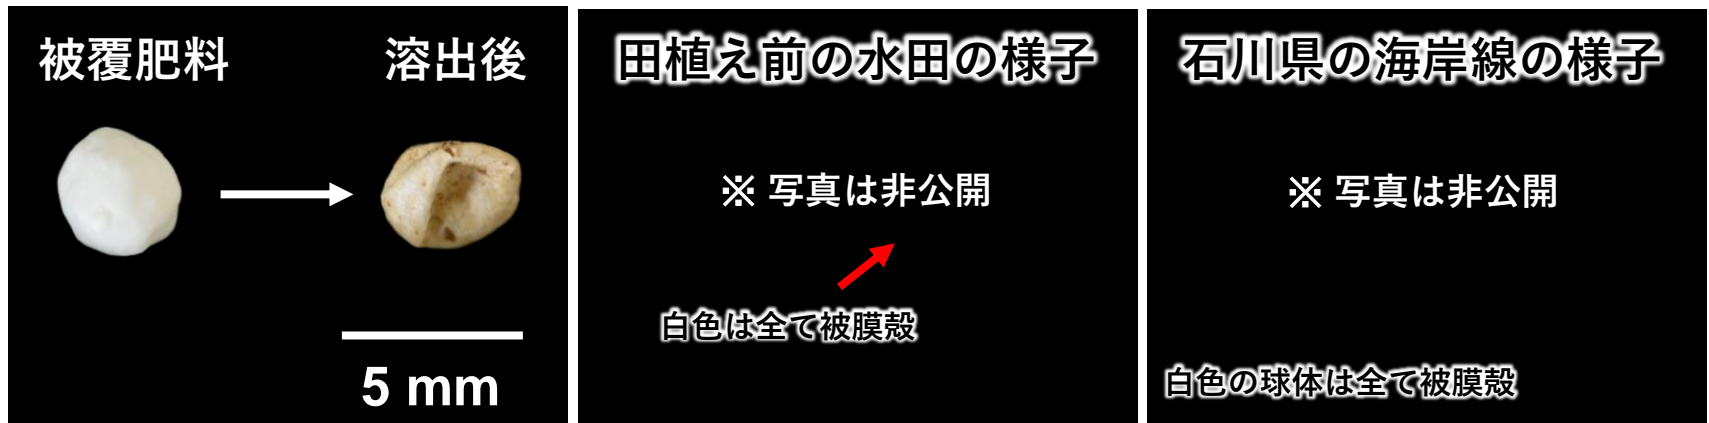 被覆肥料
溶出後
5 mm
田植え前の水田の様子
※ 写真は非公開
白色は全て被膜殻
石川県の海岸線の様子
※ 写真は非公開
白色の球体は全て被膜殻